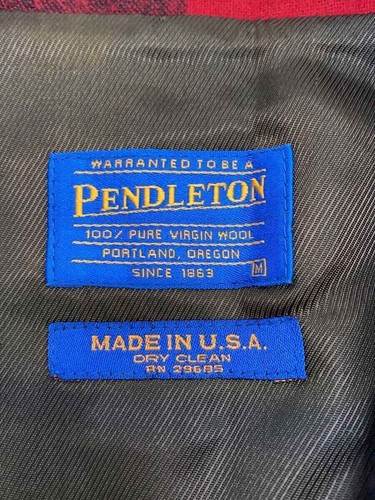 WARRANTED TO BE A
PENDLETON
100% PURE VIRGIN WOOL
PORTLAND, OREGON
SINCE 1863
M
MADE IN U.S.A.
DRY CLEAN
RN 29685